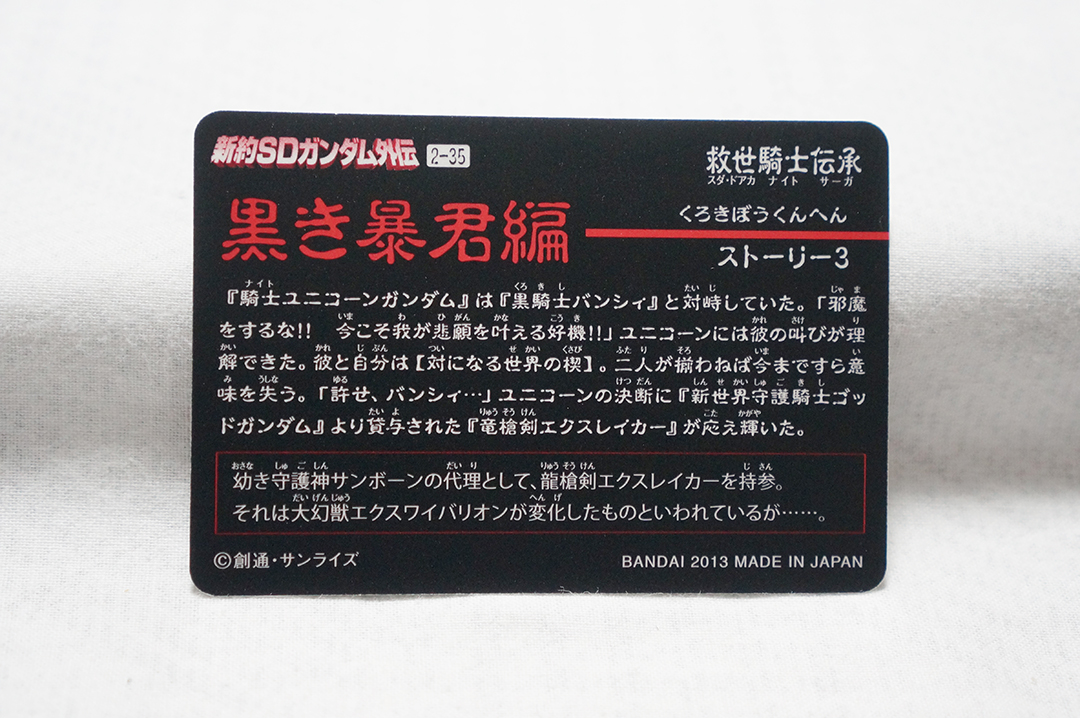 新約SDガンダム外伝 2-35
救世騎士伝承
スダ・ドアカ ナイト サーガ
黒き暴君編
くろきぼうくんへん
ストーリー3
『騎士ユニコーンガンダム』は『黒騎士バンシィ』と対峙していた。「邪魔
をするな!! 今こそ我が悲願を叶える好機!!」ユニコーンには彼の叫びが理
解できた。彼と自分は【対になる世界の楔】。二人が揃わねば今まですら意
味を失う。「許せ、バンシィ…」ユニコーンの決断に『新世界守護騎士ゴッ
ドガンダム』より貸与された『竜槍剣エクスレイカー』が応え輝いた。
幼き守護神サンボーンの代理として、龍槍剣エクスレイカーを持参。
それは大幻獣エクスワイバリオンが変化したものといわれているが……。
©創通・サンライズ
BANDAI 2013 MADE IN JAPAN